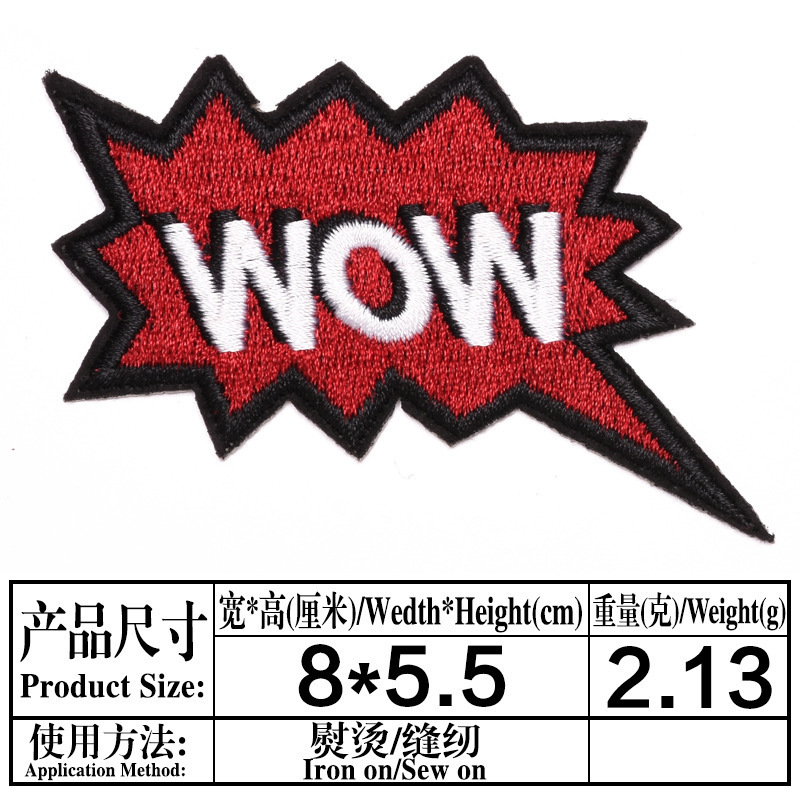 WOW
产品尺寸
Product Size:
宽*高(厘米)/Wedth*Height(cm)
8*5.5
重量(克)/Weight(g)
2.13
使用方法:
Application Method:
熨烫/缝纫
Iron on/Sew on